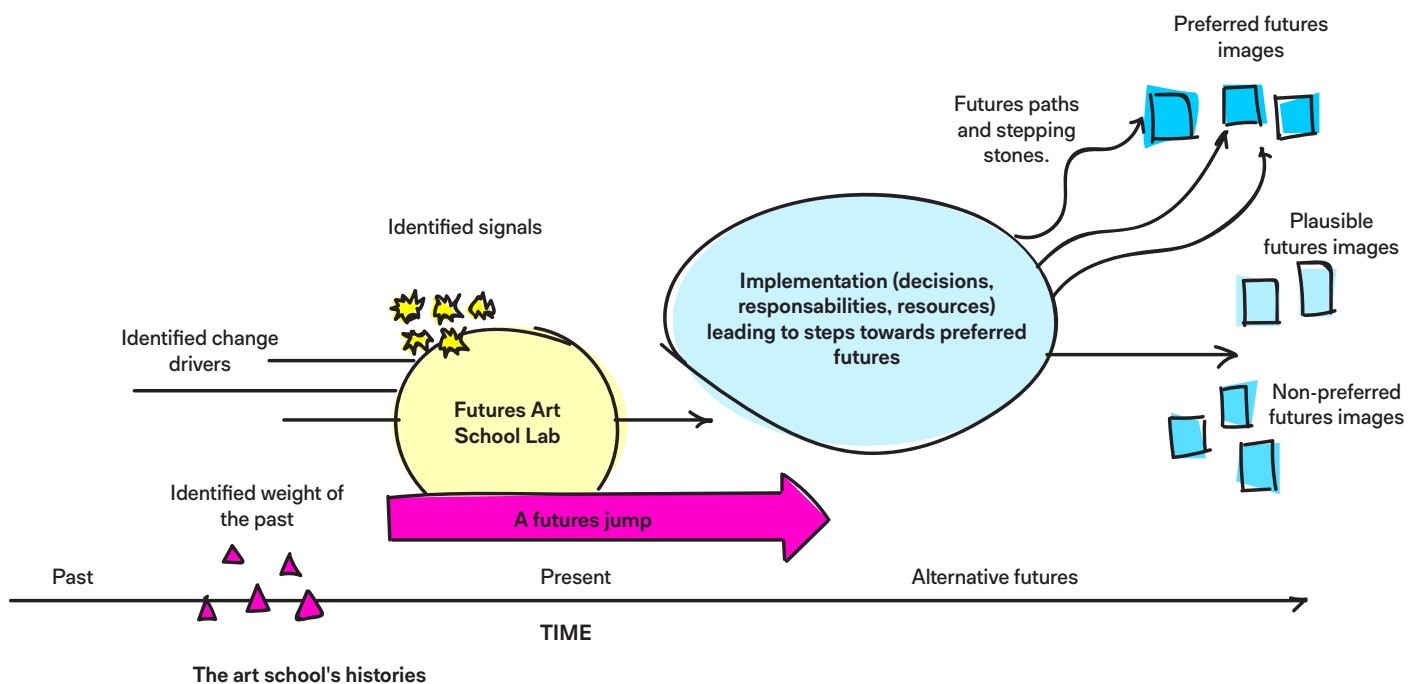 Preferred futures
images
Futures paths
and stepping
stones.
Identified signals
Plausible
futures images
Implementation (decisions,
responsabilities, resources)
leading to steps towards preferred
futures
Identified change
drivers
Futures Art
School Lab
Non-preferred
futures images
Identified weight of
the past
A futures jump
Past
Present
Alternative futures
TIME
The art school's histories